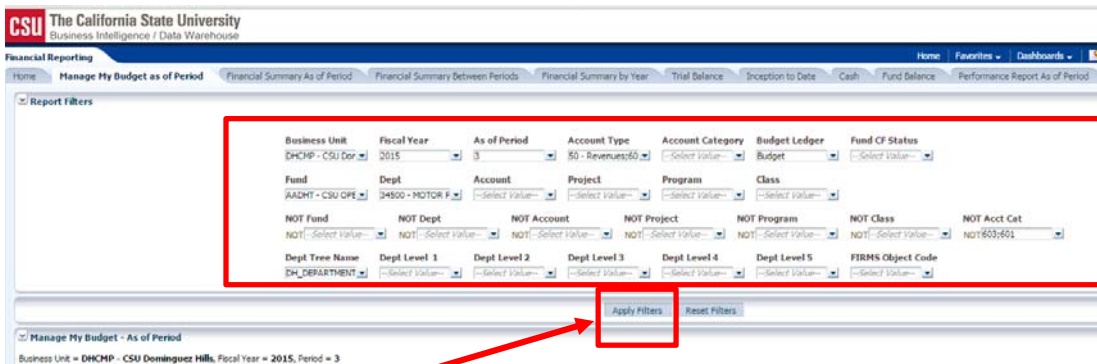 CSU The California State University
Business Intelligence / Data Warehouse
Financial Reporting Home Favorites Dashboards
Home Manage My Budget as of Period Financial Summary As of Period Financial Summary Between Periods Financial Summary by Year Trial Balance Inception to Date Cash Fund Balance Performance Report As of Period
Report Filters
Business Unit Fiscal Year As of Period Account Type Account Category Budget Ledger Fund CF Status
DHCMP - CSU Dor 2015 3 50 - Revenues;60 --Select Value-- Budget --Select Value--
Fund Dept Account Project Program Class
AADHT - CSU OPE 34500 - MOTOR F --Select Value-- --Select Value-- --Select Value-- --Select Value--
NOT Fund NOT Dept NOT Account NOT Project NOT Program NOT Class NOT Acct Cat
NOT --Select Value-- NOT --Select Value-- NOT --Select Value-- NOT --Select Value-- NOT --Select Value-- NOT --Select Value-- NOT 603;601
Dept Tree Name Dept Level 1 Dept Level 2 Dept Level 3 Dept Level 4 Dept Level 5 FIRMS Object Code
DH_DEPARTMENT --Select Value-- --Select Value-- --Select Value-- --Select Value-- --Select Value-- --Select Value--
Apply Filters Reset Filters
Manage My Budget - As of Period
Business Unit = DHCMP - CSU Dominguez Hills, Fiscal Year = 2015, Period = 3